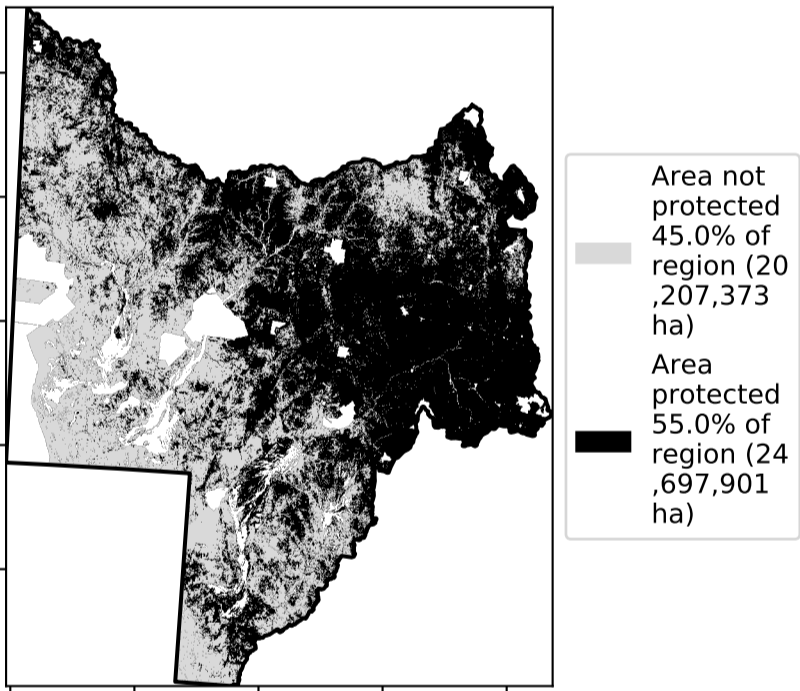 Area not
protected
45.0% of
region (20
,207,373
ha)
Area
protected
55.0% of
region (24
,697,901
ha)